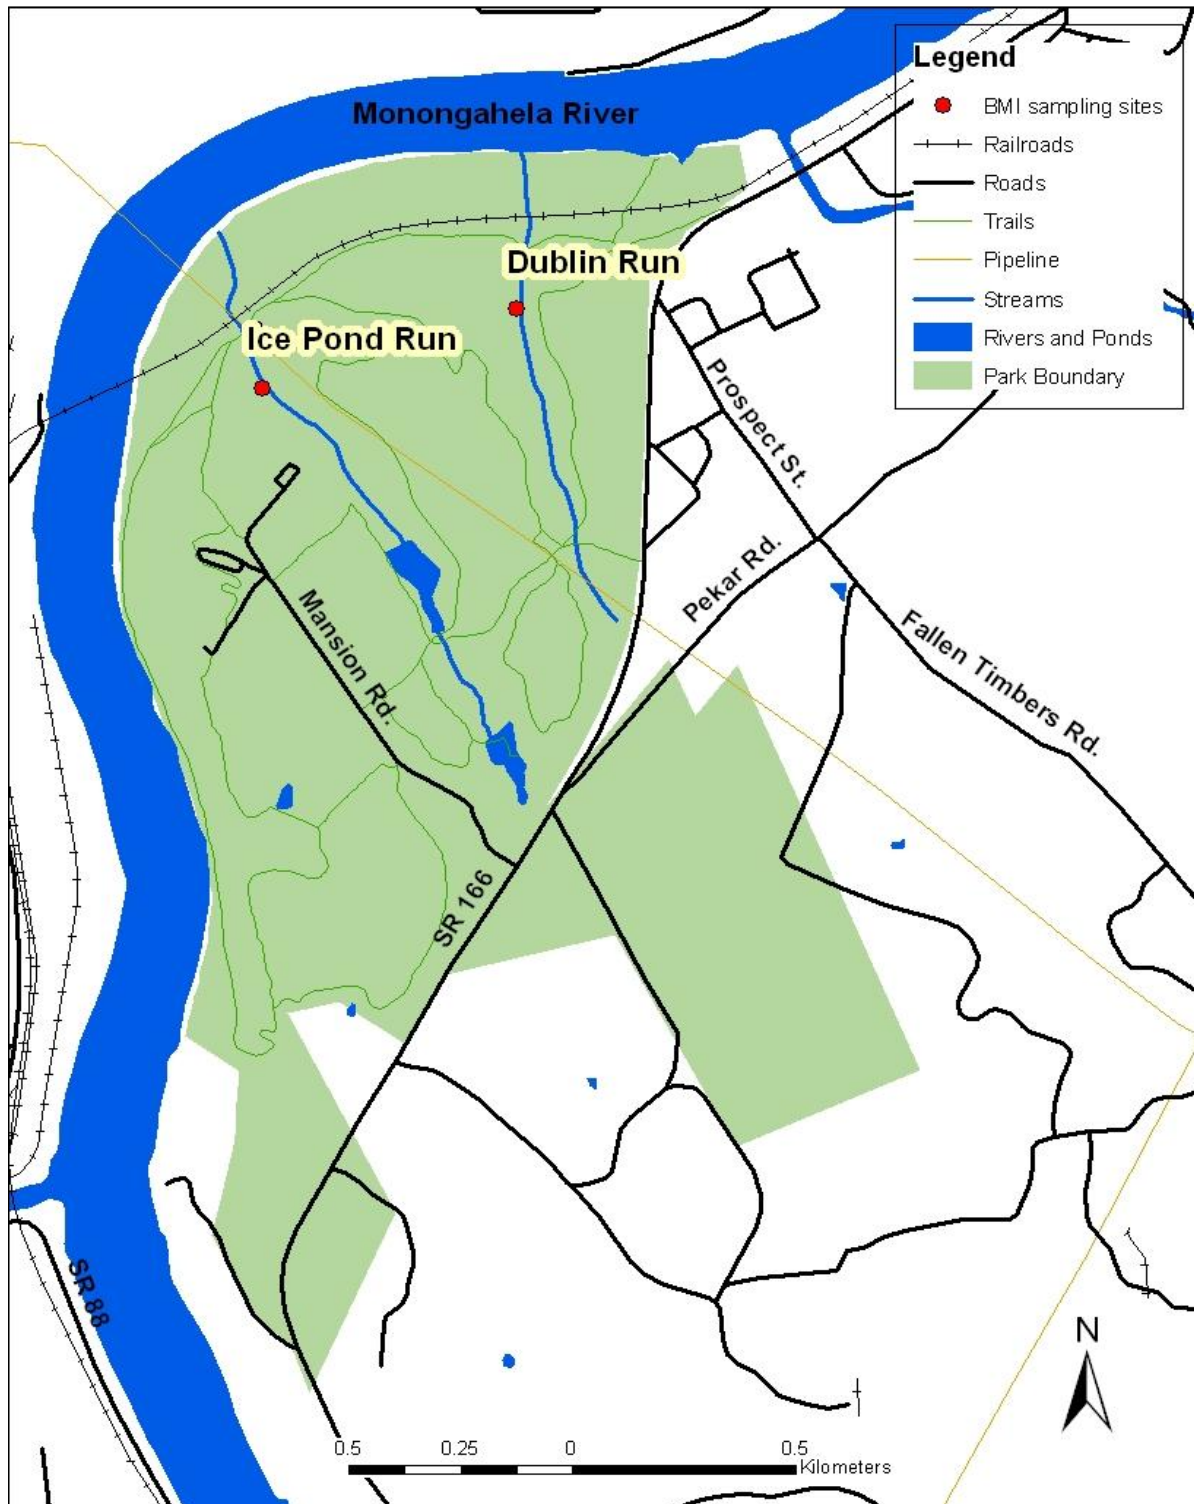 Legend
Monongahela River
BMI sampling sites
Railroads
Roads
Trails
Dublin Run
Pipeline
Streams
Ice Pond Run
Rivers and Ponds
Park Boundary
Prospect St.
Pekar Rd.
Mansion Rd.
Fallen Timbers Rd.
SR 166
SR 88
N
0.5 0.25 0 0.5
Kilometers